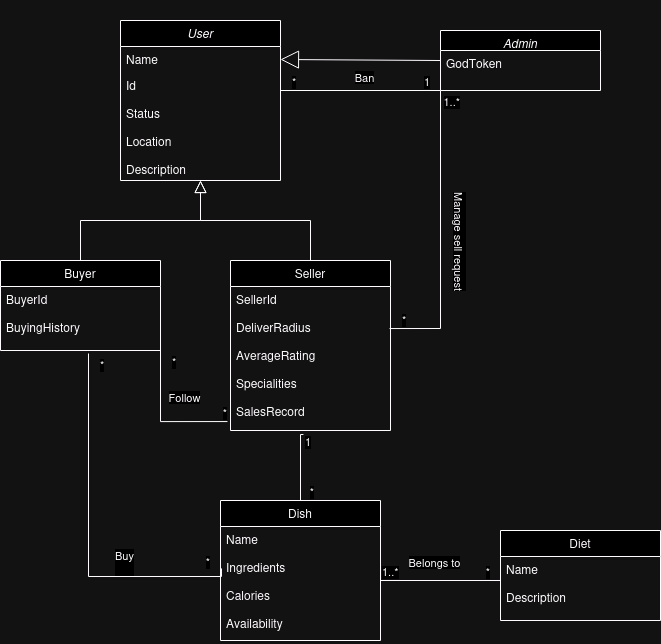 User
Name
Id
Status
Location
Description
Admin
GodToken
*
Ban
1
1..*
Manage sell request
*
Buyer
BuyerId
BuyingHistory
Seller
SellerId
DeliverRadius
AverageRating
Specialities
SalesRecord
*
*
Follow
*
1
*
Buy
*
Dish
Name
Ingredients
Calories
Availability
1..*
Belongs to
*
Diet
Name
Description